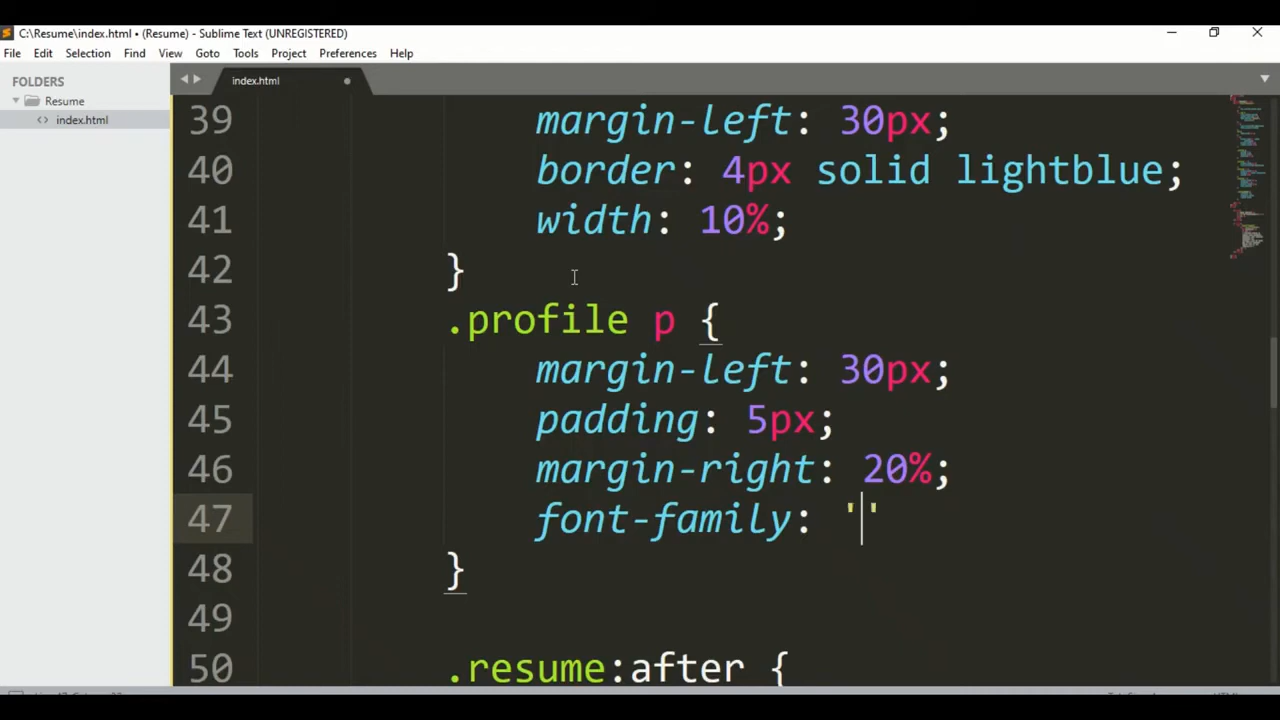 C:\Resume\index.html • (Resume) - Sublime Text (UNREGISTERED)
File Edit Selection Find View Goto Tools Project Preferences Help
FOLDERS
Resume
index.html
index.html
39 margin-left: 30px;
40 border: 4px solid lightblue;
41 width: 10%;
42 }
43 .profile p {
44 margin-left: 30px;
45 padding: 5px;
46 margin-right: 20%;
47 font-family: ''
48 }
49
50 .resume:after {